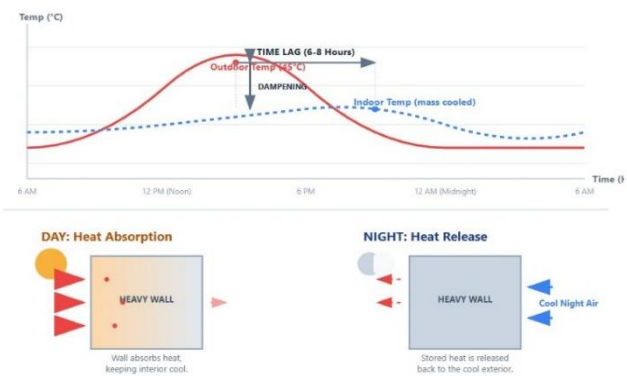 Temp (°C)
TIME LAG (6-8 Hours)
Outdoor Temp (45°C)
DAMPENING
Indoor Temp (mass cooled)
Time (H
6 AM
12 PM (Noon)
6 PM
12 AM (Midnight)
6 AM
DAY: Heat Absorption
NIGHT: Heat Release
HEAVY WALL
HEAVY WALL
Cool Night Air
Wall absorbs heat,
keeping interior cool.
Stored heat is released
back to the cool exterior.